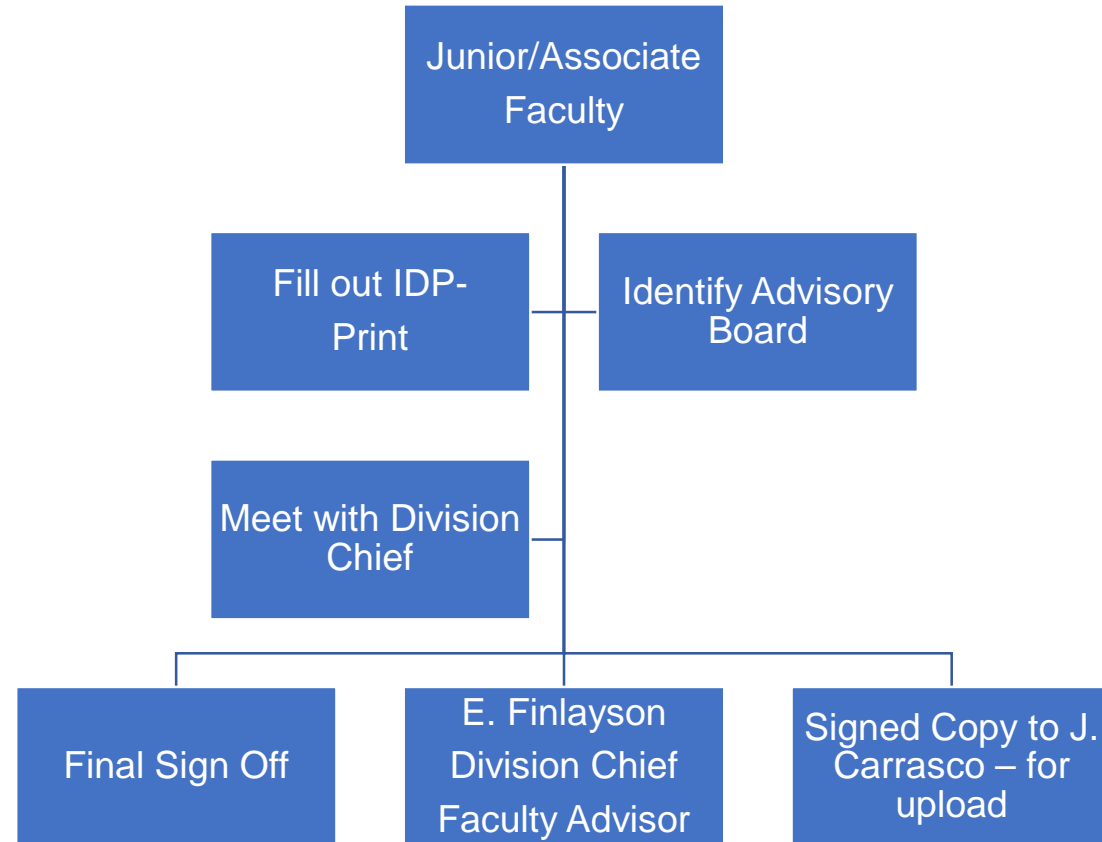 Junior/Associate
Faculty
Fill out IDP-
Print
Identify Advisory
Board
Meet with Division
Chief
Final Sign Off
E. Finlayson
Division Chief
Faculty Advisor
Signed Copy to J.
Carrasco – for
upload